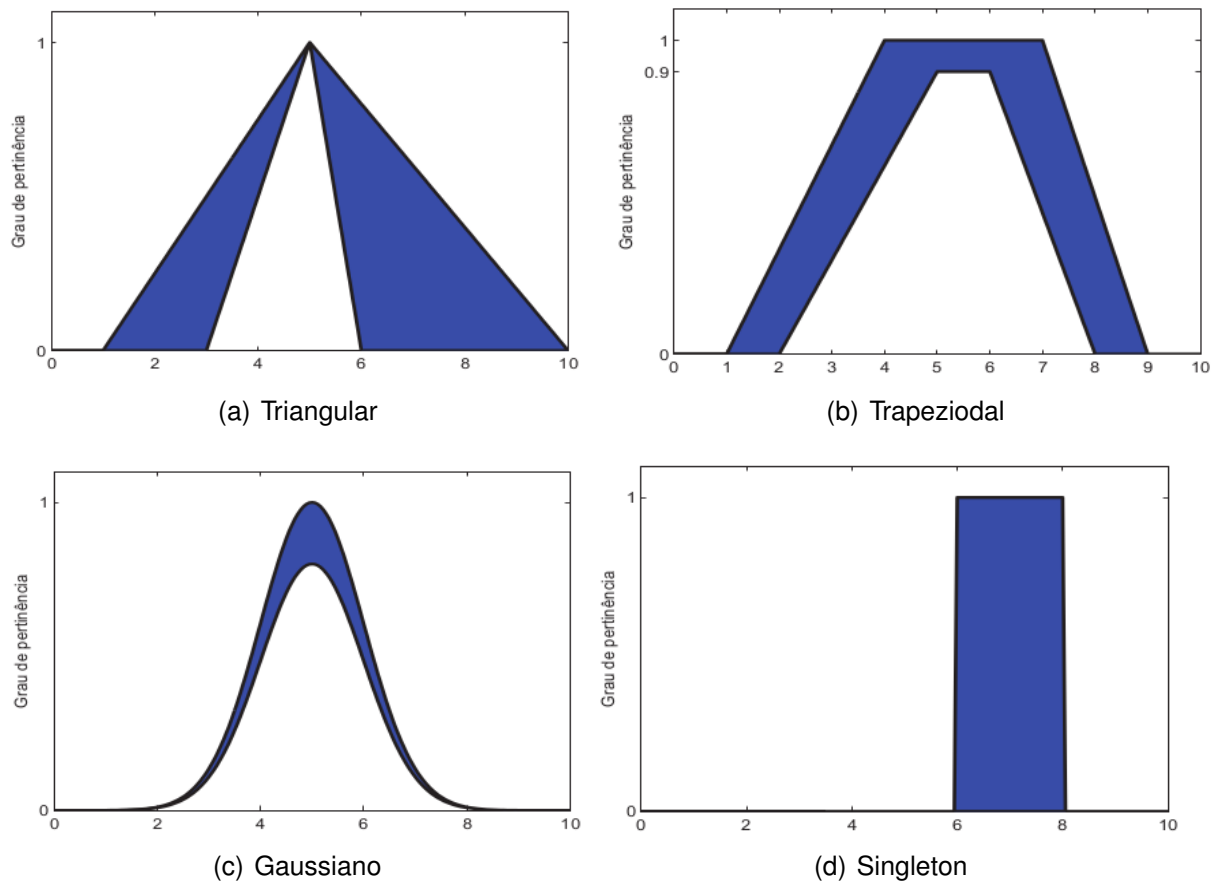 1
Grau de pertinência
0
0 2 4 6 8 10
(a) Triangular
1
0.9
Grau de pertinência
0
0 1 2 3 4 5 6 7 8 9 10
(b) Trapeziodal
1
Grau de pertinência
0
0 2 4 6 8 10
(c) Gaussiano
1
Grau de pertinência
0
0 2 4 6 8 10
(d) Singleton